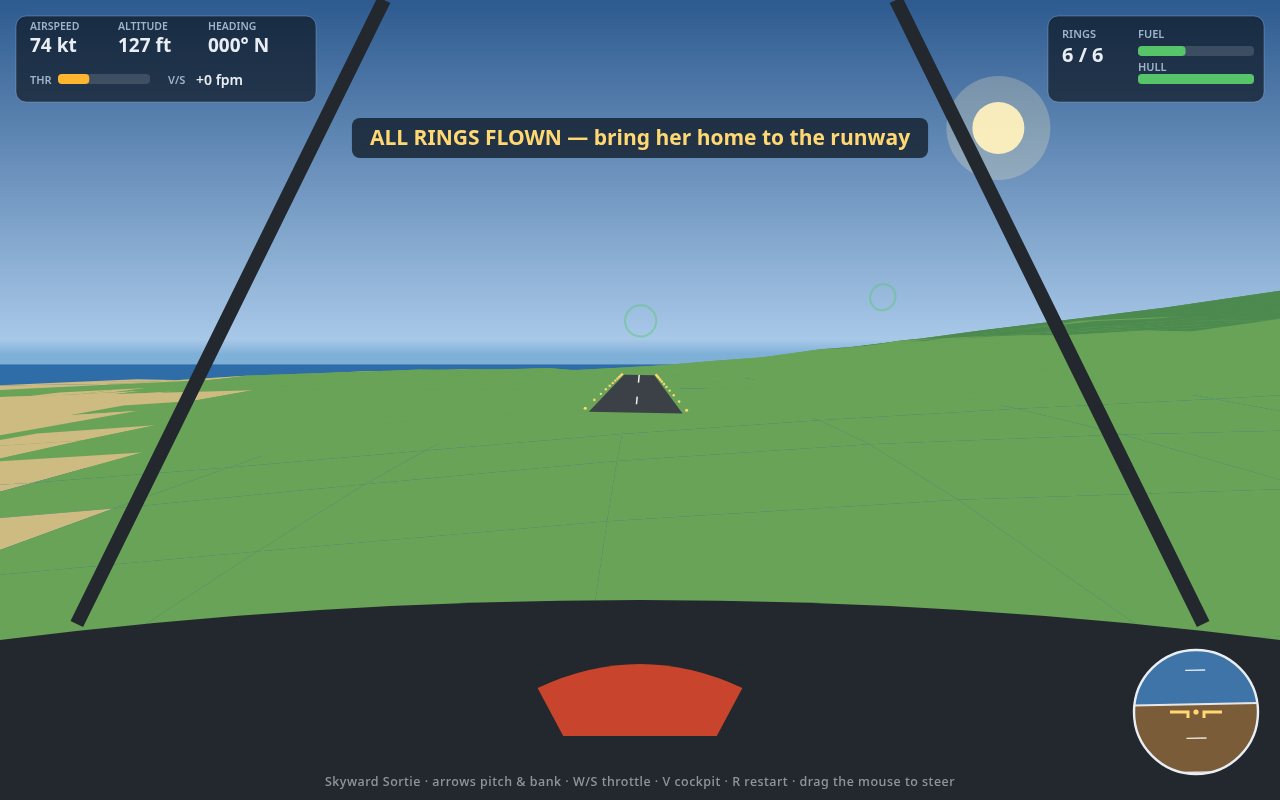 AIRSPEED ALTITUDE HEADING
74 kt 127 ft 000° N
THR V/S +0 fpm
RINGS FUEL
6 / 6
HULL
ALL RINGS FLOWN — bring her home to the runway
Skyward Sortie · arrows pitch & bank · W/S throttle · V cockpit · R restart · drag the mouse to steer